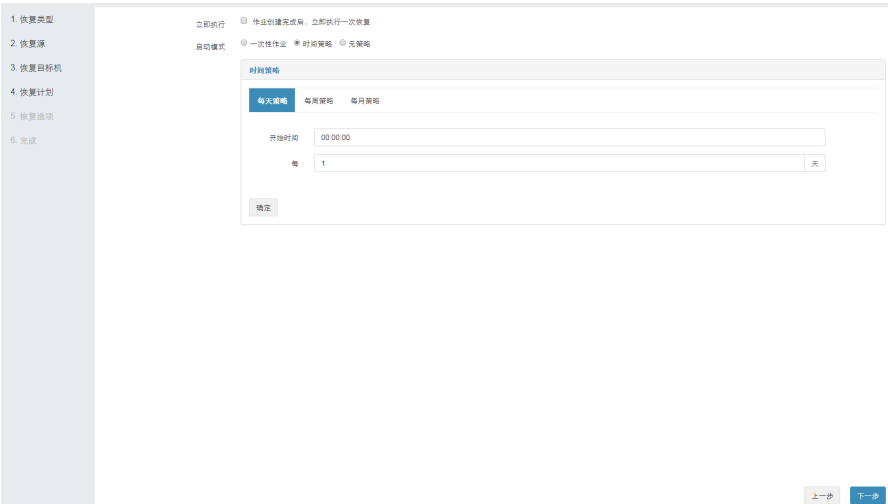 1. 恢复类型
2. 恢复源
3. 恢复目标机
4. 恢复计划
5. 恢复选项
6. 完成
立即执行 作业创建完成后，立即执行一次恢复
启动模式 一次性作业 时间策略 无策略
时间策略
每天策略 每周策略 每月策略
开始时间 00:00:00
每 1 天
确定
上一步 下一步